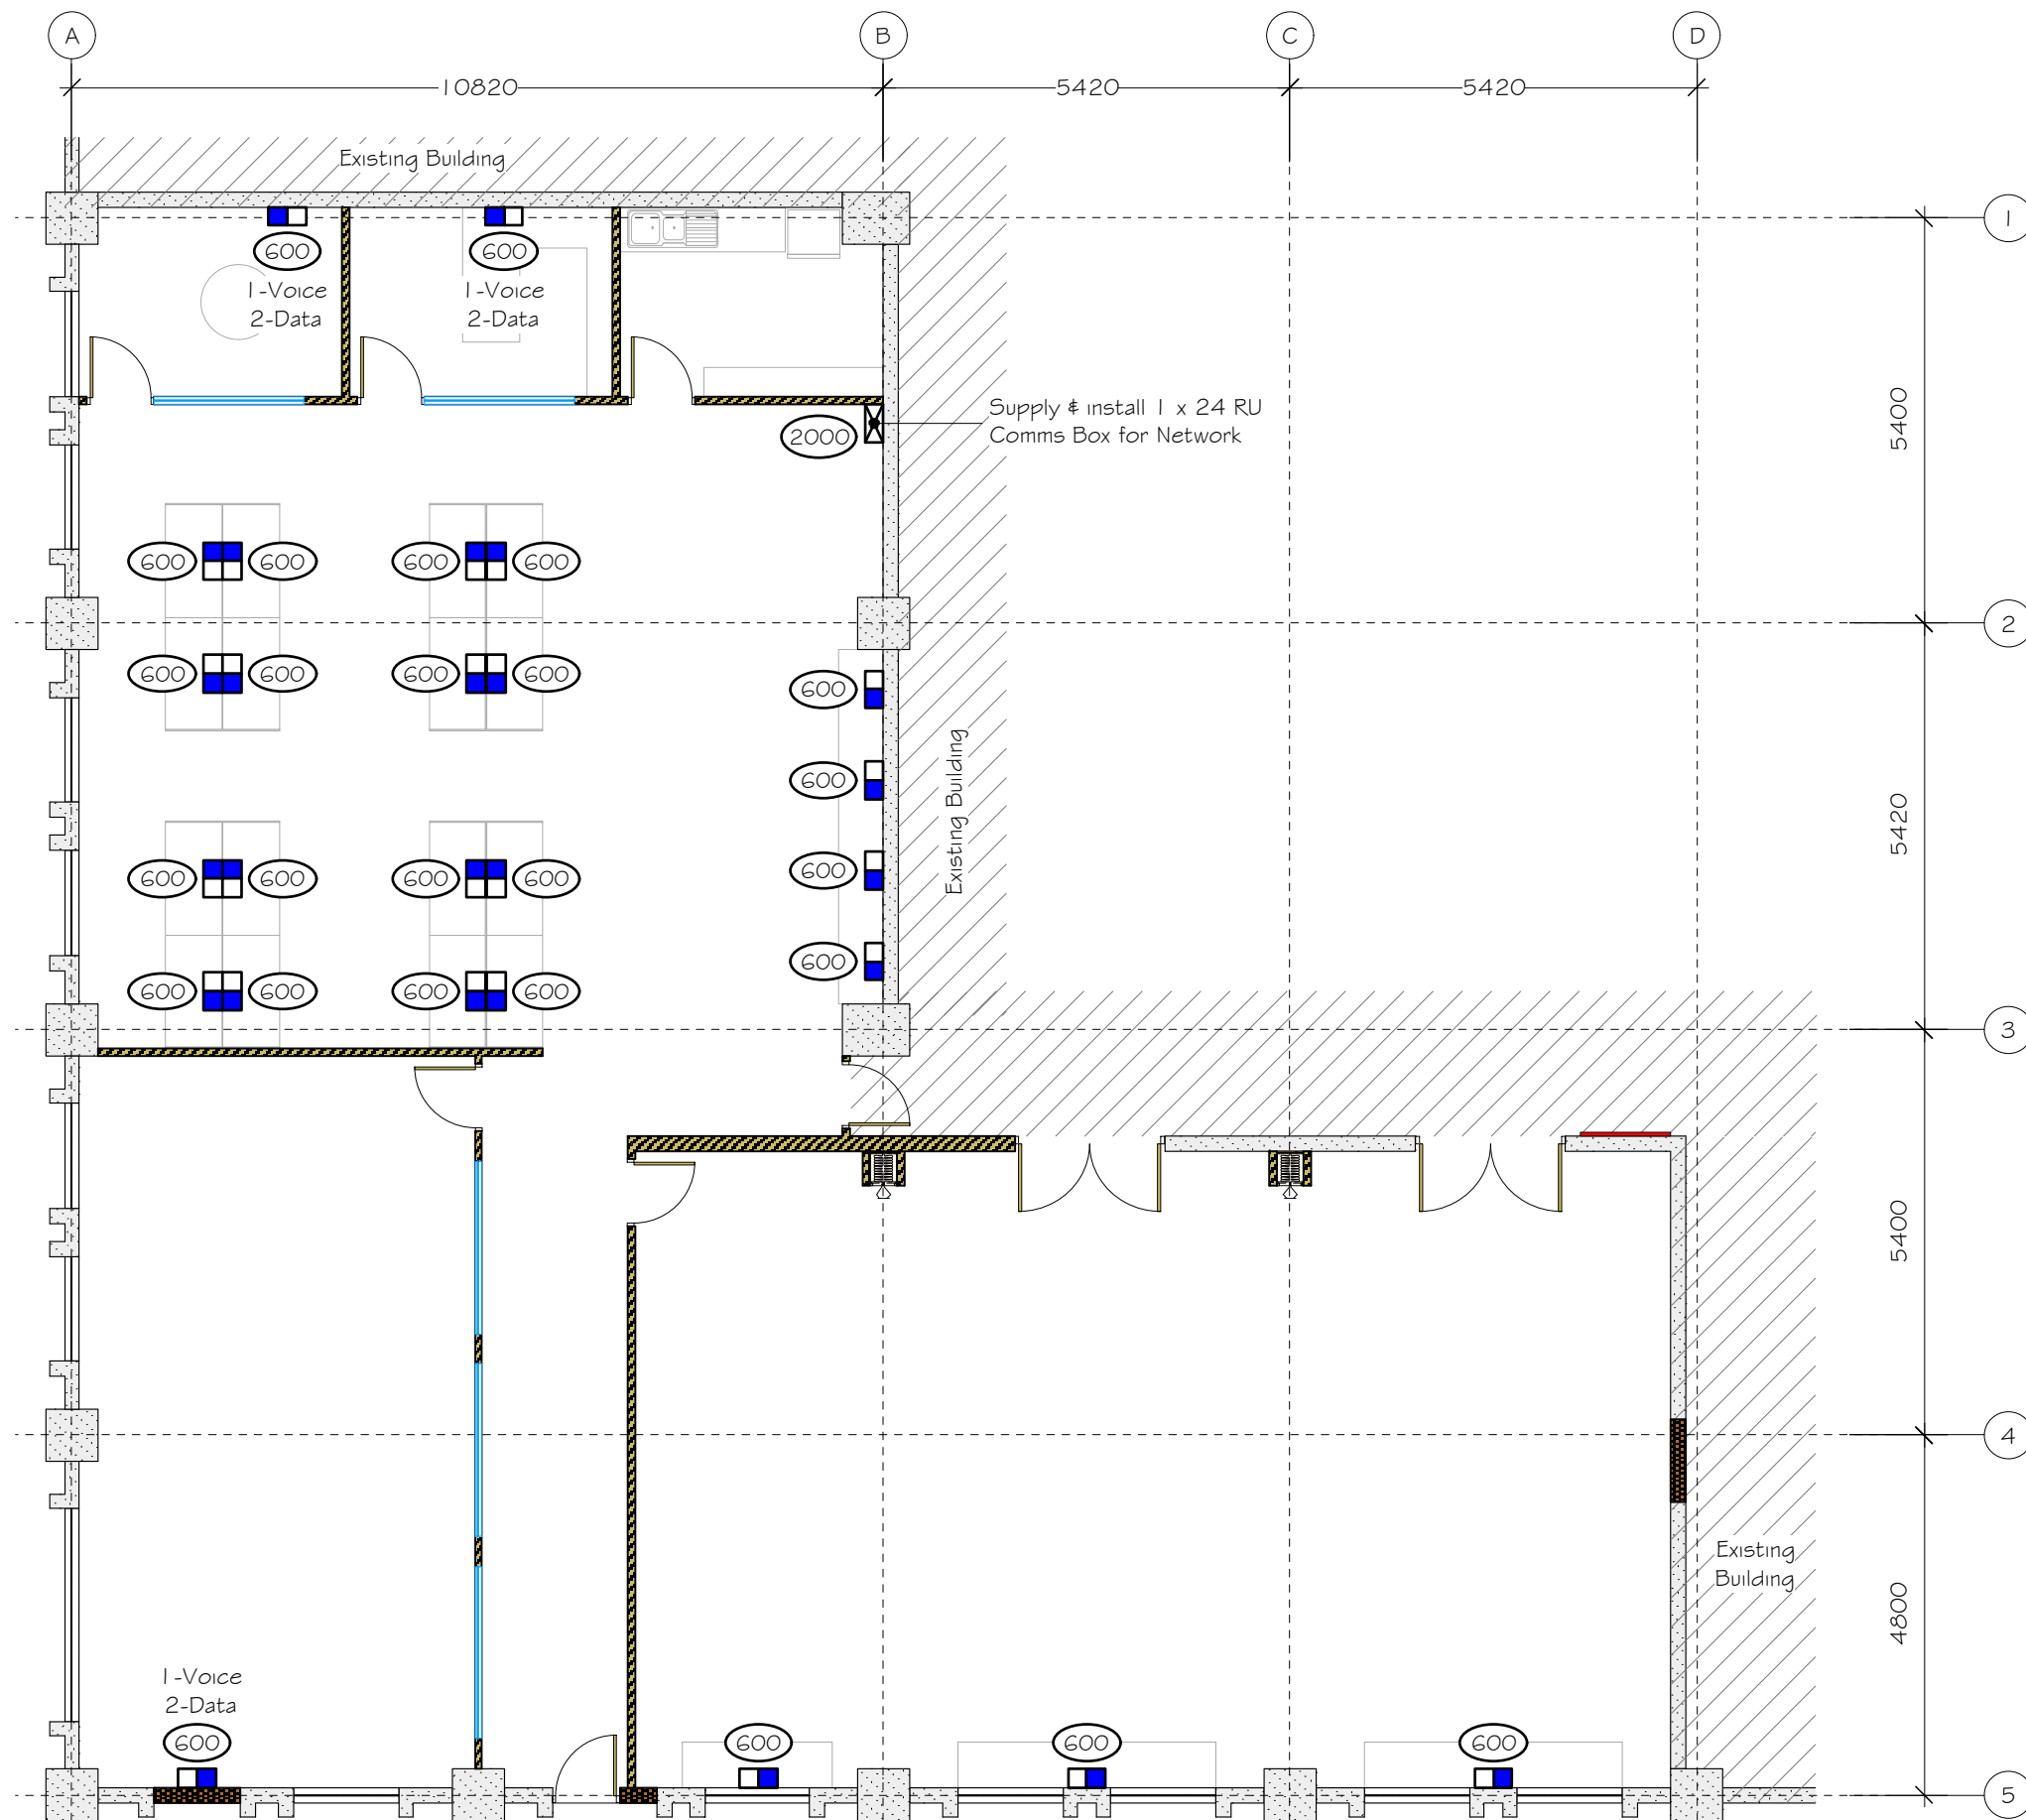 A B C D
10820 5420 5420
Existing Building
1
600 600
1-Voice 1-Voice
2-Data 2-Data
5400
Supply & install 1 x 24 RU
Comms Box for Network
2000
600 600 600 600
2
600 600 600 600
600
Existing Building
600
5420
600 600 600 600
600
600
600 600 600 600
3
5400
4
Existing
Building
4800
1-Voice
2-Data
600 600 600 600
5